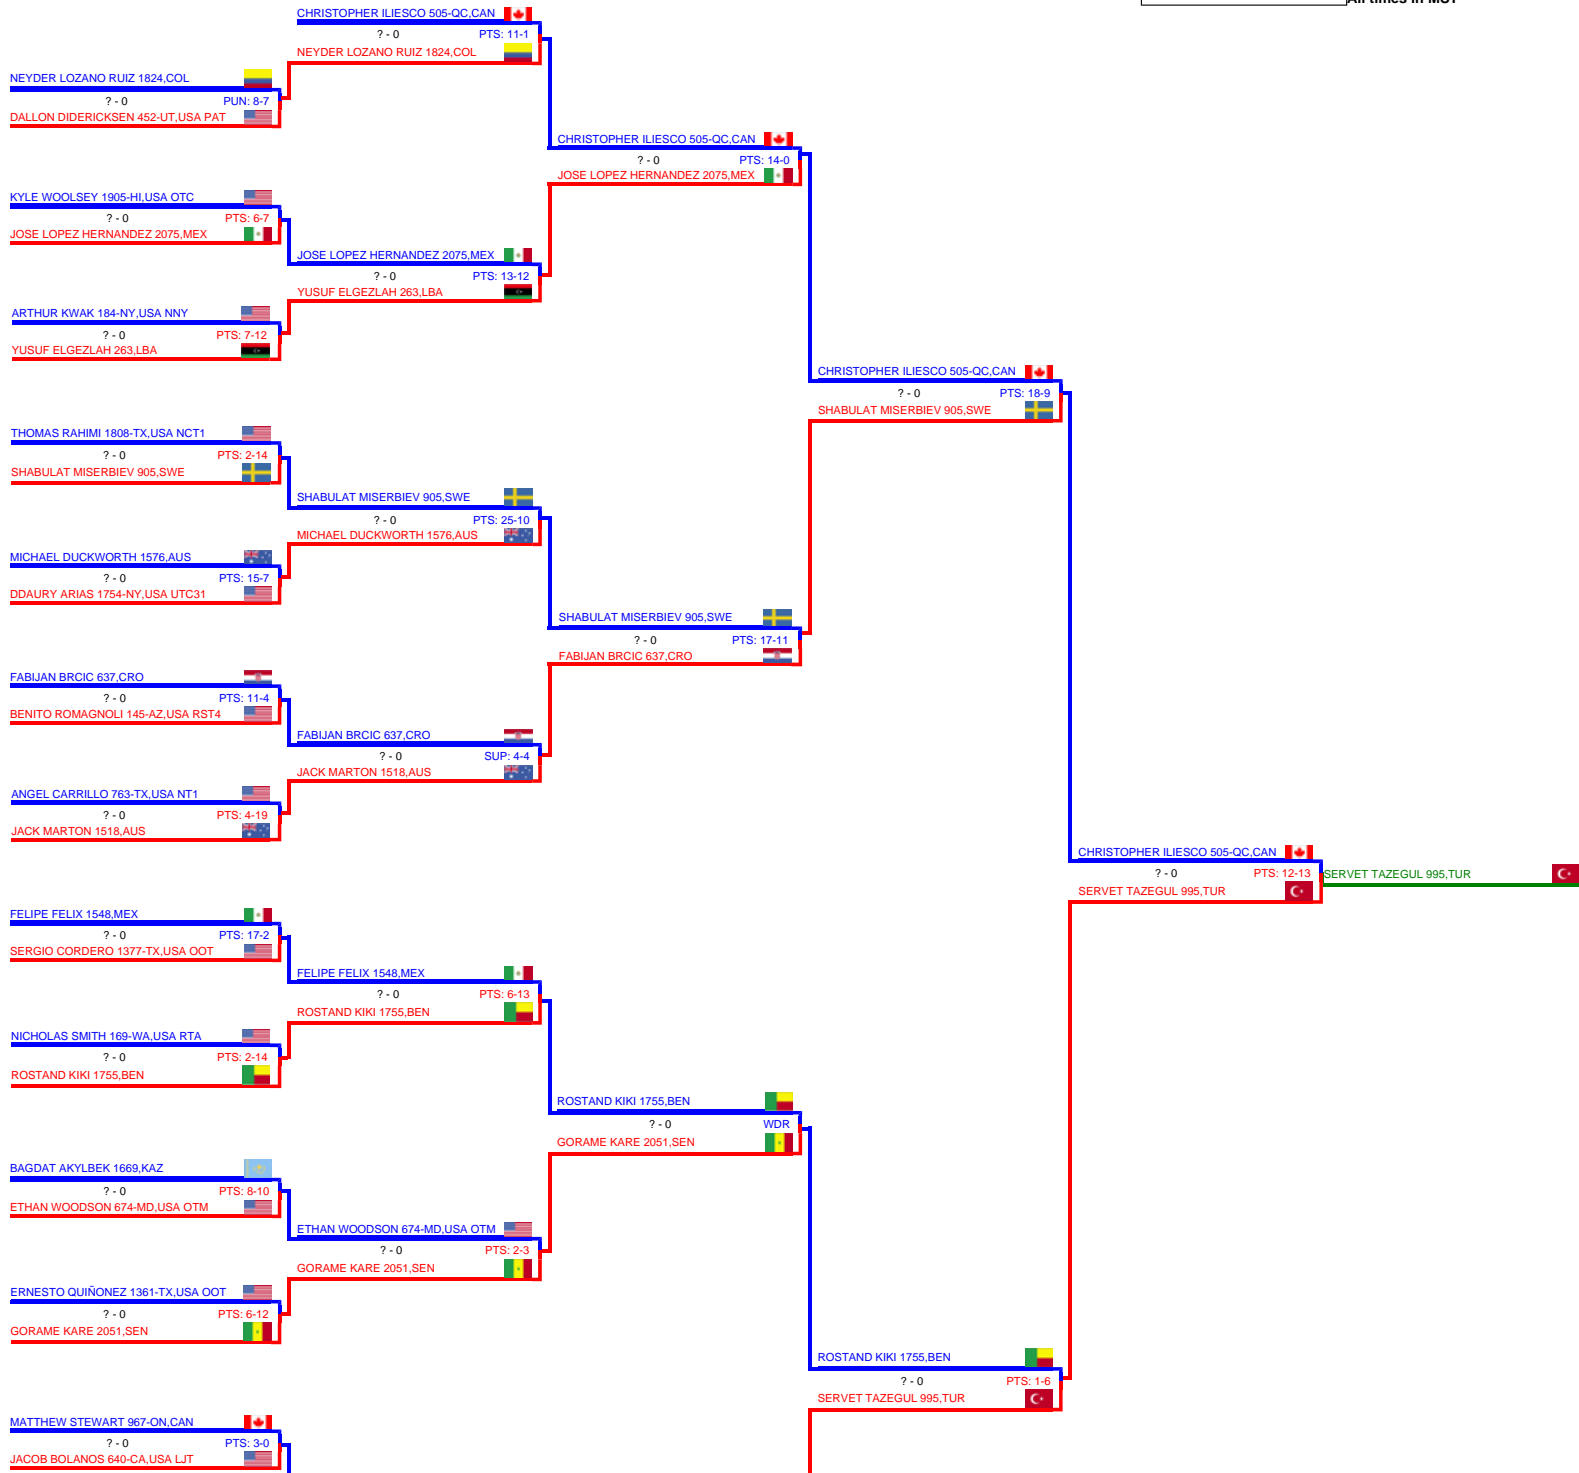 All times in MST
CHRISTOPHER ILIESCO 505-QC,CAN
? - 0 PTS: 11-1
NEYDER LOZANO RUIZ 1824,COL
NEYDER LOZANO RUIZ 1824,COL
? - 0 PUN: 8-7
DALLON DIDERICKSEN 452-UT,USA PAT
CHRISTOPHER ILIESCO 505-QC,CAN
? - 0 PTS: 14-0
JOSE LOPEZ HERNANDEZ 2075,MEX
KYLE WOOLSEY 1905-HI,USA OTC
? - 0 PTS: 6-7
JOSE LOPEZ HERNANDEZ 2075,MEX
JOSE LOPEZ HERNANDEZ 2075,MEX
? - 0 PTS: 13-12
YUSUF ELGEZLAH 263,LBA
ARTHUR KWAK 184-NY,USA NNY
? - 0 PTS: 7-12
YUSUF ELGEZLAH 263,LBA
CHRISTOPHER ILIESCO 505-QC,CAN
? - 0 PTS: 18-9
SHABULAT MISERBIEV 905,SWE
THOMAS RAHIMI 1808-TX,USA NCT1
? - 0 PTS: 2-14
SHABULAT MISERBIEV 905,SWE
SHABULAT MISERBIEV 905,SWE
? - 0 PTS: 25-10
MICHAEL DUCKWORTH 1576,AUS
MICHAEL DUCKWORTH 1576,AUS
? - 0 PTS: 15-7
DDAURY ARIAS 1754-NY,USA UTC31
SHABULAT MISERBIEV 905,SWE
? - 0 PTS: 17-11
FABIJAN BRCIC 637,CRO
FABIJAN BRCIC 637,CRO
? - 0 PTS: 11-4
BENITO ROMAGNOLI 145-AZ,USA RST4
FABIJAN BRCIC 637,CRO
? - 0 SUP: 4-4
JACK MARTON 1518,AUS
ANGEL CARRILLO 763-TX,USA NT1
? - 0 PTS: 4-19
JACK MARTON 1518,AUS
CHRISTOPHER ILIESCO 505-QC,CAN
? - 0 PTS: 12-13
SERVET TAZEGUL 995,TUR
SERVET TAZEGUL 995,TUR
FELIPE FELIX 1548,MEX
? - 0 PTS: 17-2
SERGIO CORDERO 1377-TX,USA OOT
FELIPE FELIX 1548,MEX
? - 0 PTS: 6-13
ROSTAND KIKI 1755,BEN
NICHOLAS SMITH 169-WA,USA RTA
? - 0 PTS: 2-14
ROSTAND KIKI 1755,BEN
ROSTAND KIKI 1755,BEN
? - 0 WDR
GORAME KARE 2051,SEN
BAGDAT AKYLBEK 1669,KAZ
? - 0 PTS: 8-10
ETHAN WOODSON 674-MD,USA OTM
ETHAN WOODSON 674-MD,USA OTM
? - 0 PTS: 2-3
GORAME KARE 2051,SEN
ERNESTO QUIÑONEZ 1361-TX,USA OOT
? - 0 PTS: 6-12
GORAME KARE 2051,SEN
ROSTAND KIKI 1755,BEN
? - 0 PTS: 1-6
SERVET TAZEGUL 995,TUR
MATTHEW STEWART 967-ON,CAN
? - 0 PTS: 3-0
JACOB BOLANOS 640-CA,USA LJT